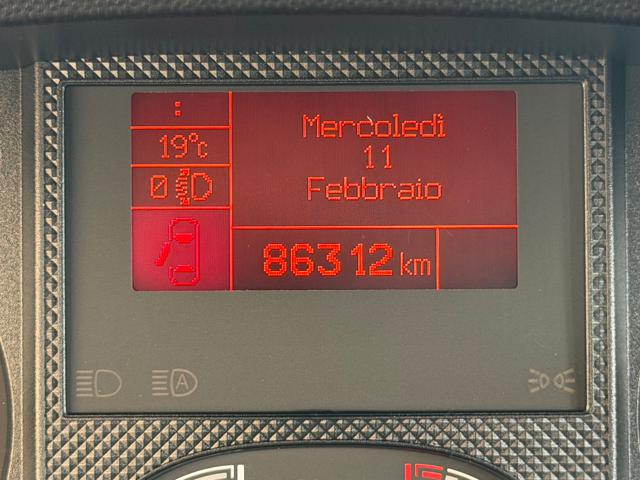 :
19°C
0
Mercoledì
11
Febbraio
86312 km
A